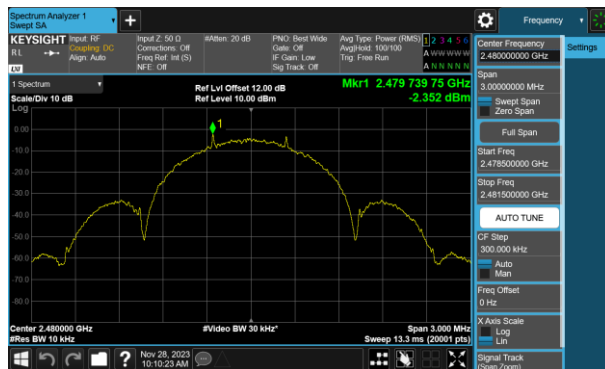 Spectrum Analyzer 1
Swept SA
+
Frequency
KEYSIGHT
RL
LNI
Input: RF
Coupling: DC
Align: Auto
Input Z: 50 Ω
Corrections: Off
Freq Ref: Int (S)
NFE: Off
#Atten: 20 dB
PNO: Best Wide
Gate: Off
IF Gain: Low
Sig Track: Off
Avg Type: Power (RMS)
Avg|Hold: 100/100
Trig: Free Run
1 2 3 4 5 6
A W W W W W
A N N N N N
1 Spectrum
Scale/Div 10 dB
Ref Lvl Offset 12.00 dB
Ref Level 10.00 dBm
Mkr1 2.479 739 75 GHz
-2.352 dBm
Log
1
0.00
-10.0
-20.0
-30.0
-40.0
-50.0
-60.0
-70.0
-80.0
Center 2.480000 GHz
#Res BW 10 kHz
#Video BW 30 kHz*
Span 3.000 MHz
Sweep 13.3 ms (20001 pts)
?
Nov 28, 2023
10:10:23 AM
Center Frequency
2.480000000 GHz
Span
3.00000000 MHz
Swept Span
Zero Span
Full Span
Start Freq
2.478500000 GHz
Stop Freq
2.481500000 GHz
AUTO TUNE
CF Step
300.000 kHz
Auto
Man
Freq Offset
0 Hz
X Axis Scale
Log
Lin
Signal Track
(Span Zoom)
Settings